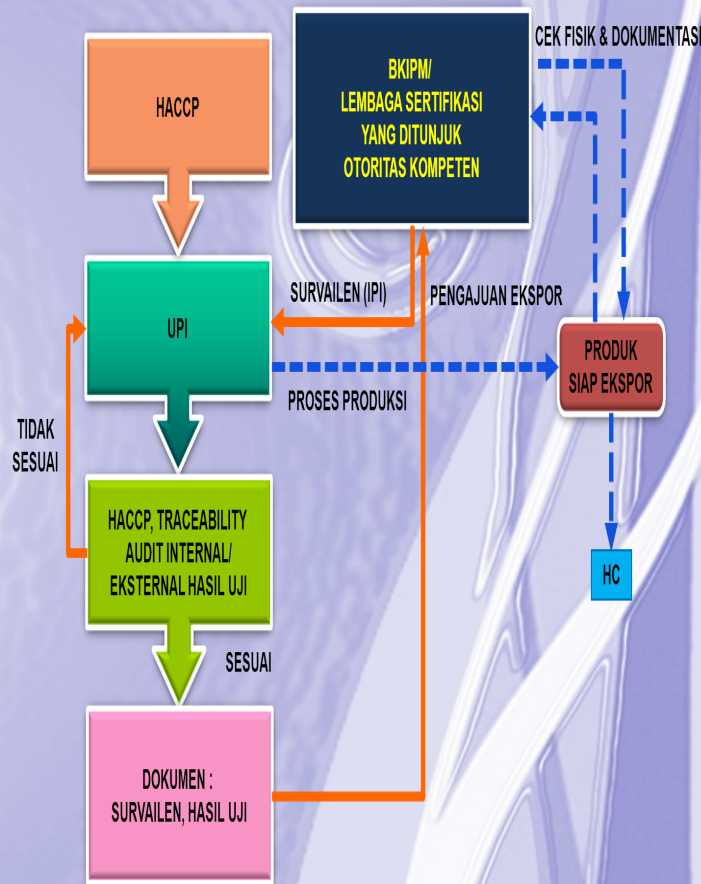 CEK FISIK & DOKUMENTASI
HACCP
BKIPM/
LEMBAGA SERTIFIKASI
YANG DITUNJUK
OTORITAS KOMPETEN
SURVAILEN (IPI)
PENGAJUAN EKSPOR
UPI
PRODUK
SIAP EKSPOR
PROSES PRODUKSI
TIDAK
SESUAI
HACCP, TRACEABILITY
AUDIT INTERNAL/
EKSTERNAL HASIL UJI
HC
SESUAI
DOKUMEN :
SURVAILEN, HASIL UJI